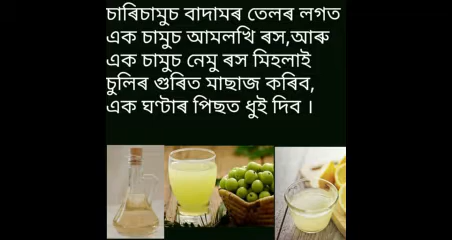 চাৰিচামুচ বাদামৰ তেলৰ লগত
এক চামুচ আমলখি ৰস,আৰু
এক চামুচ নেমু ৰস মিহলাই
চুলিৰ গুৰিত মাছাজ কৰিব,
এক ঘণ্টাৰ পিছত ধুই দিব ।